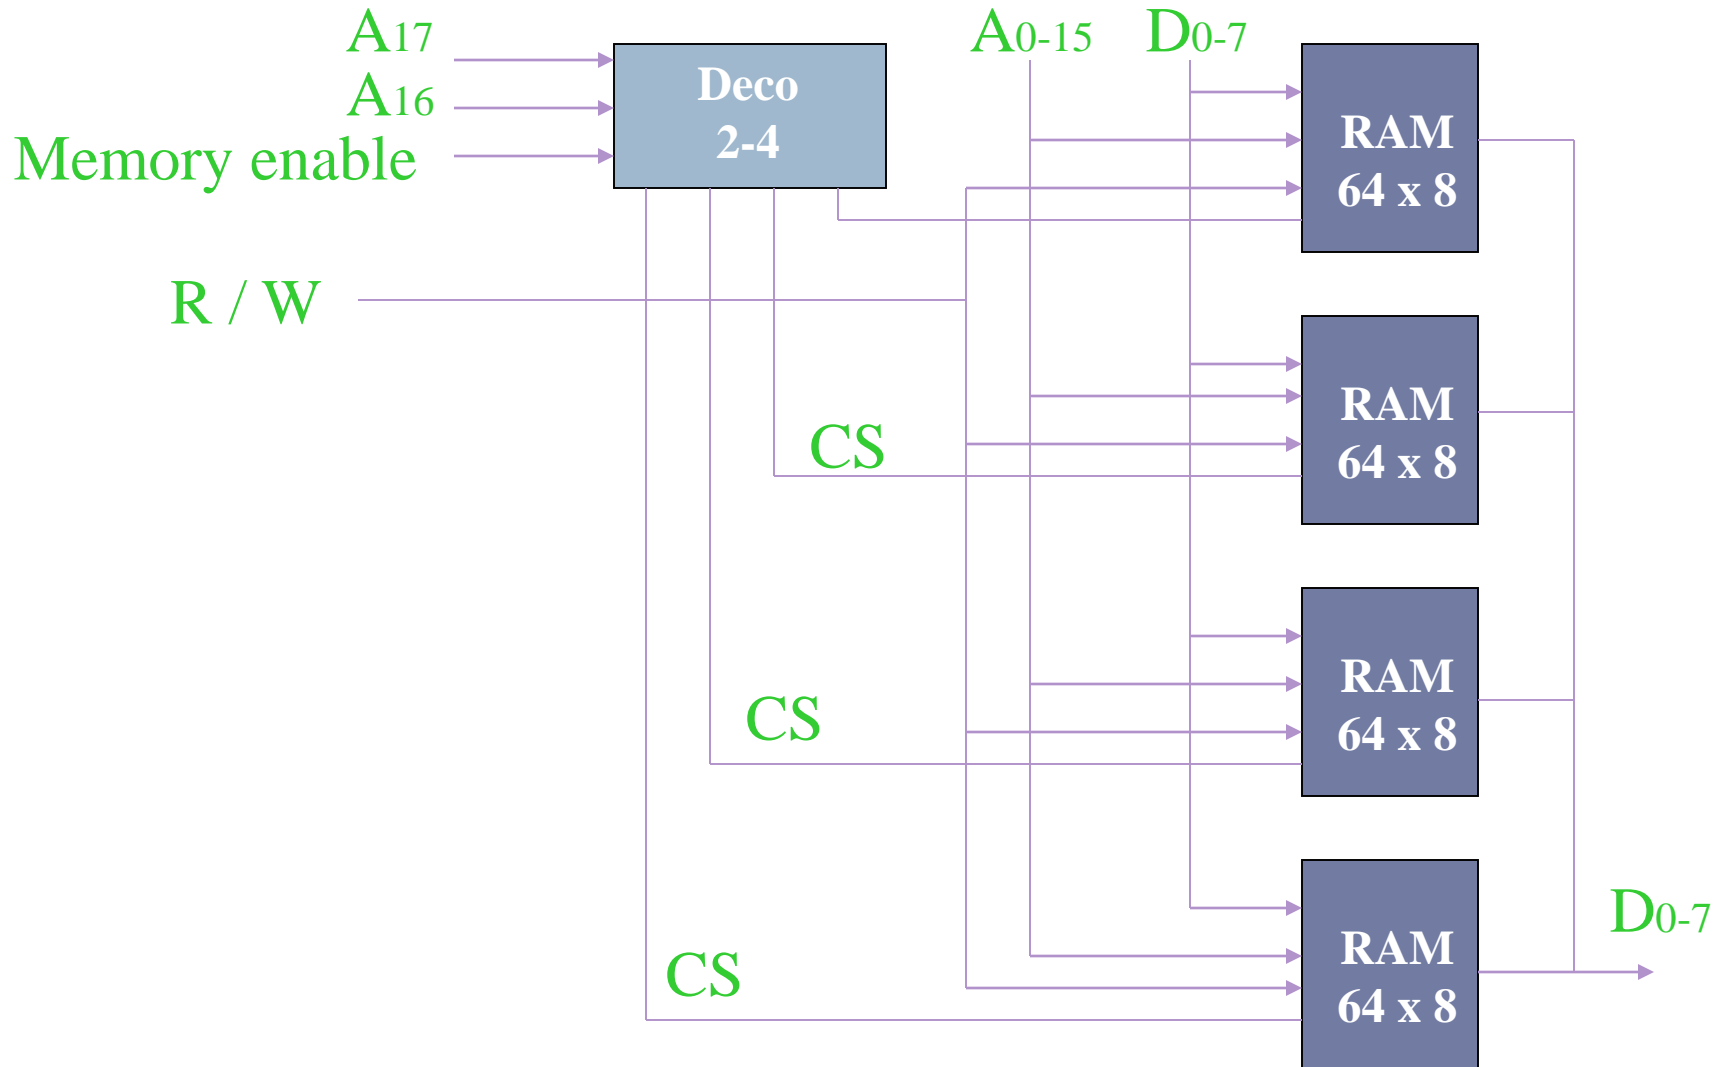 A17
A16
Memory enable
Deco
2-4
A0-15
D0-7
RAM
64 x 8
R / W
RAM
64 x 8
CS
RAM
64 x 8
CS
D0-7
RAM
64 x 8
CS